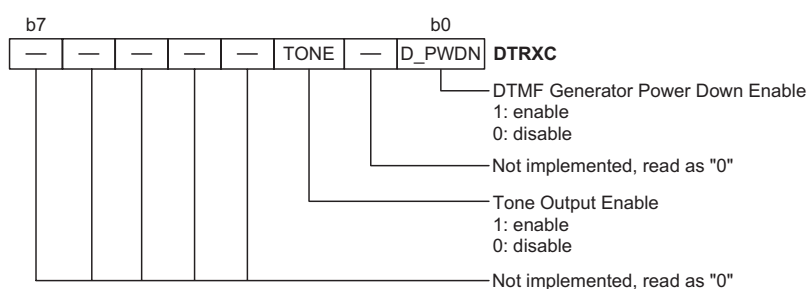 b7 b0
— — — — — TONE — D_PWDN DTRXC
DTMF Generator Power Down Enable
1: enable
0: disable
Not implemented, read as "0"
Tone Output Enable
1: enable
0: disable
Not implemented, read as "0"